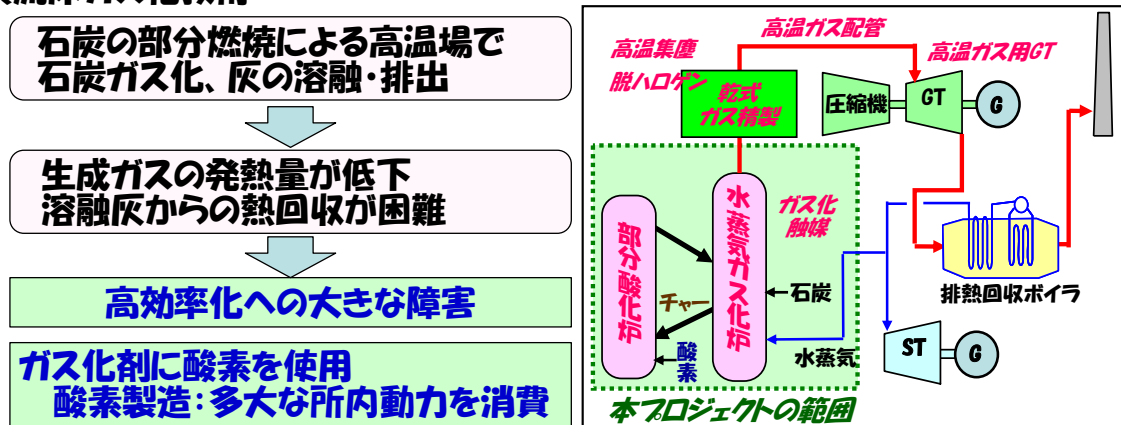 石炭の部分燃焼による高温場で
石炭ガス化、灰の溶融・排出
生成ガスの発熱量が低下
溶融灰からの熱回収が困難
高効率化への大きな障害
ガス化剤に酸素を使用
酸素製造:多大な所内動力を消費
高温ガス配管
高温集塵
脱ハロゲン
高温ガス用GT
乾式
ガス精製
圧縮機
GT
G
水蒸気ガス化炉
ガス化
触媒
部分酸化炉
石炭
チャー
酸素
水蒸気
排熱回収ボイラ
ST
G
本プロジェクトの範囲